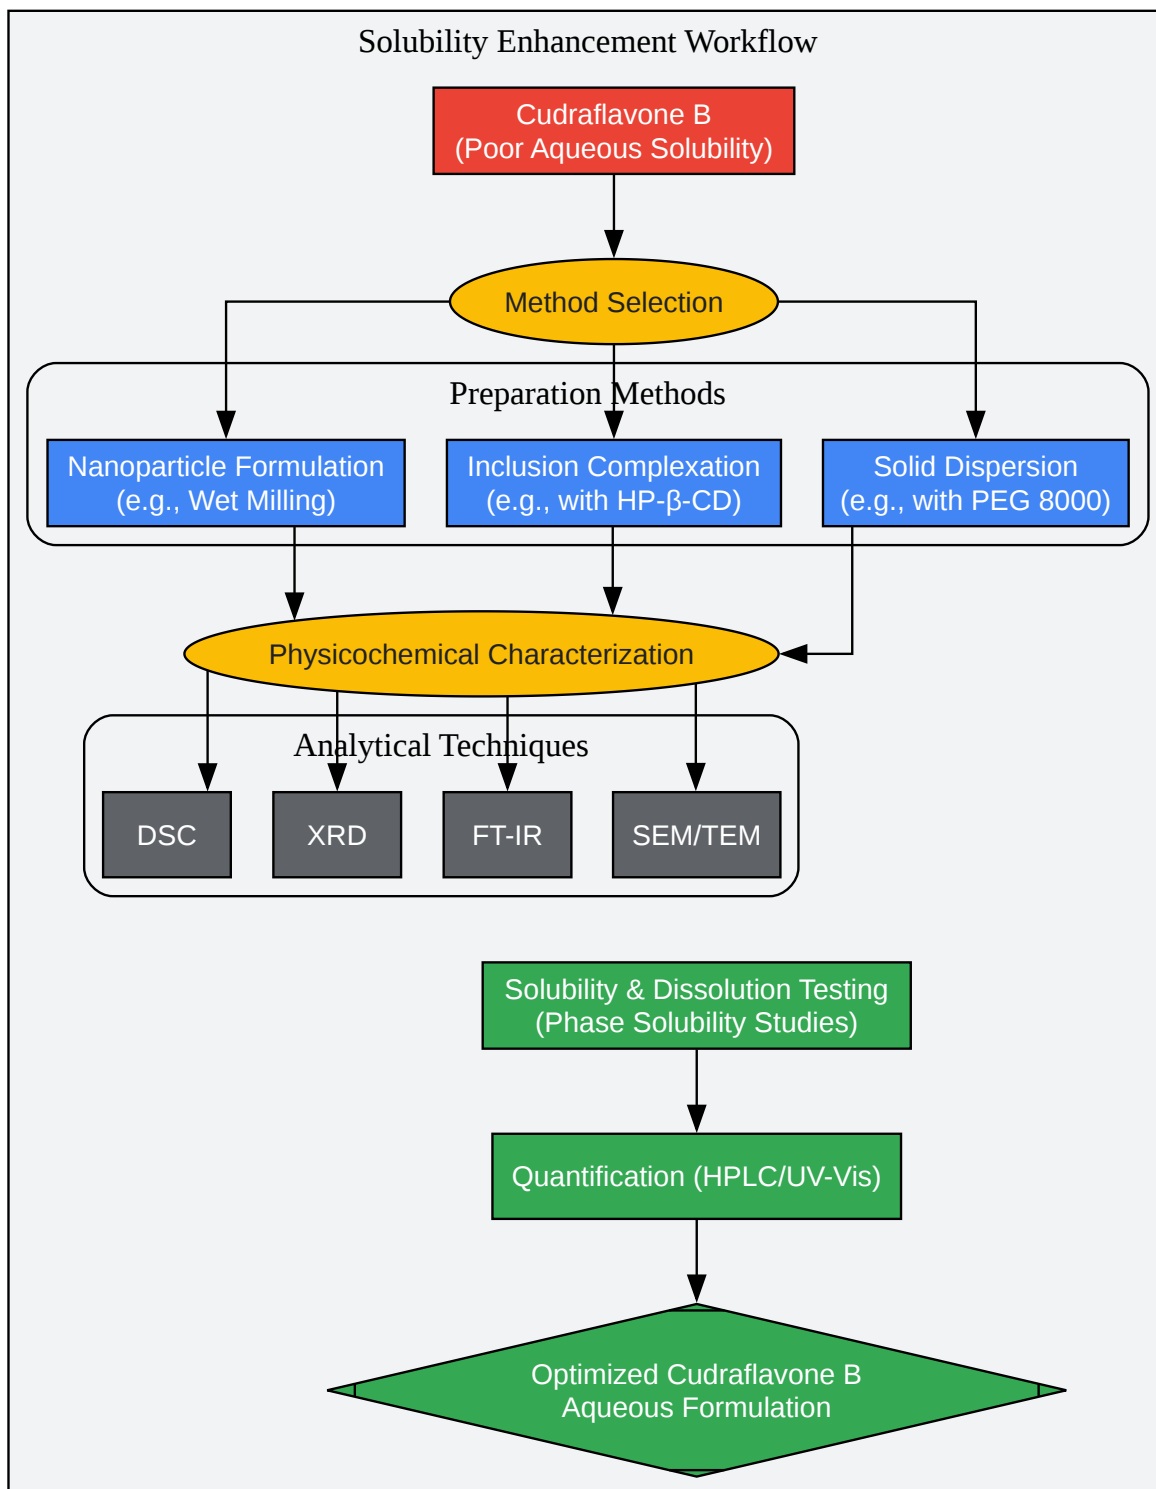 Solubility Enhancement Workflow
Cudraflavone B
(Poor Aqueous Solubility)
Method Selection
Preparation Methods
Nanoparticle Formulation
(e.g., Wet Milling)
Inclusion Complexation
(e.g., with HP-β-CD)
Solid Dispersion
(e.g., with PEG 8000)
Physicochemical Characterization
Analytical Techniques
DSC
XRD
FT-IR
SEM/TEM
Solubility & Dissolution Testing
(Phase Solubility Studies)
Quantification (HPLC/UV-Vis)
Optimized Cudraflavone B
Aqueous Formulation